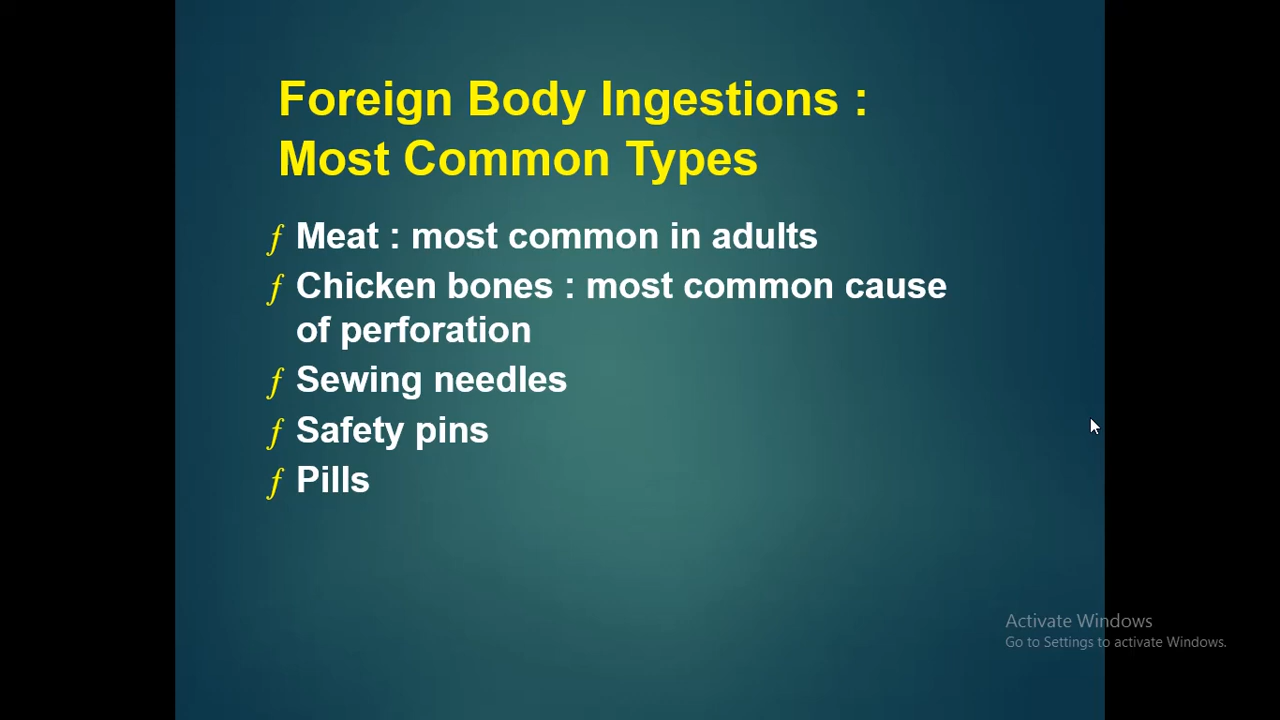 Foreign Body Ingestions :
Most Common Types
ƒ Meat : most common in adults
ƒ Chicken bones : most common cause
of perforation
ƒ Sewing needles
ƒ Safety pins
ƒ Pills
Activate Windows
Go to Settings to activate Windows.